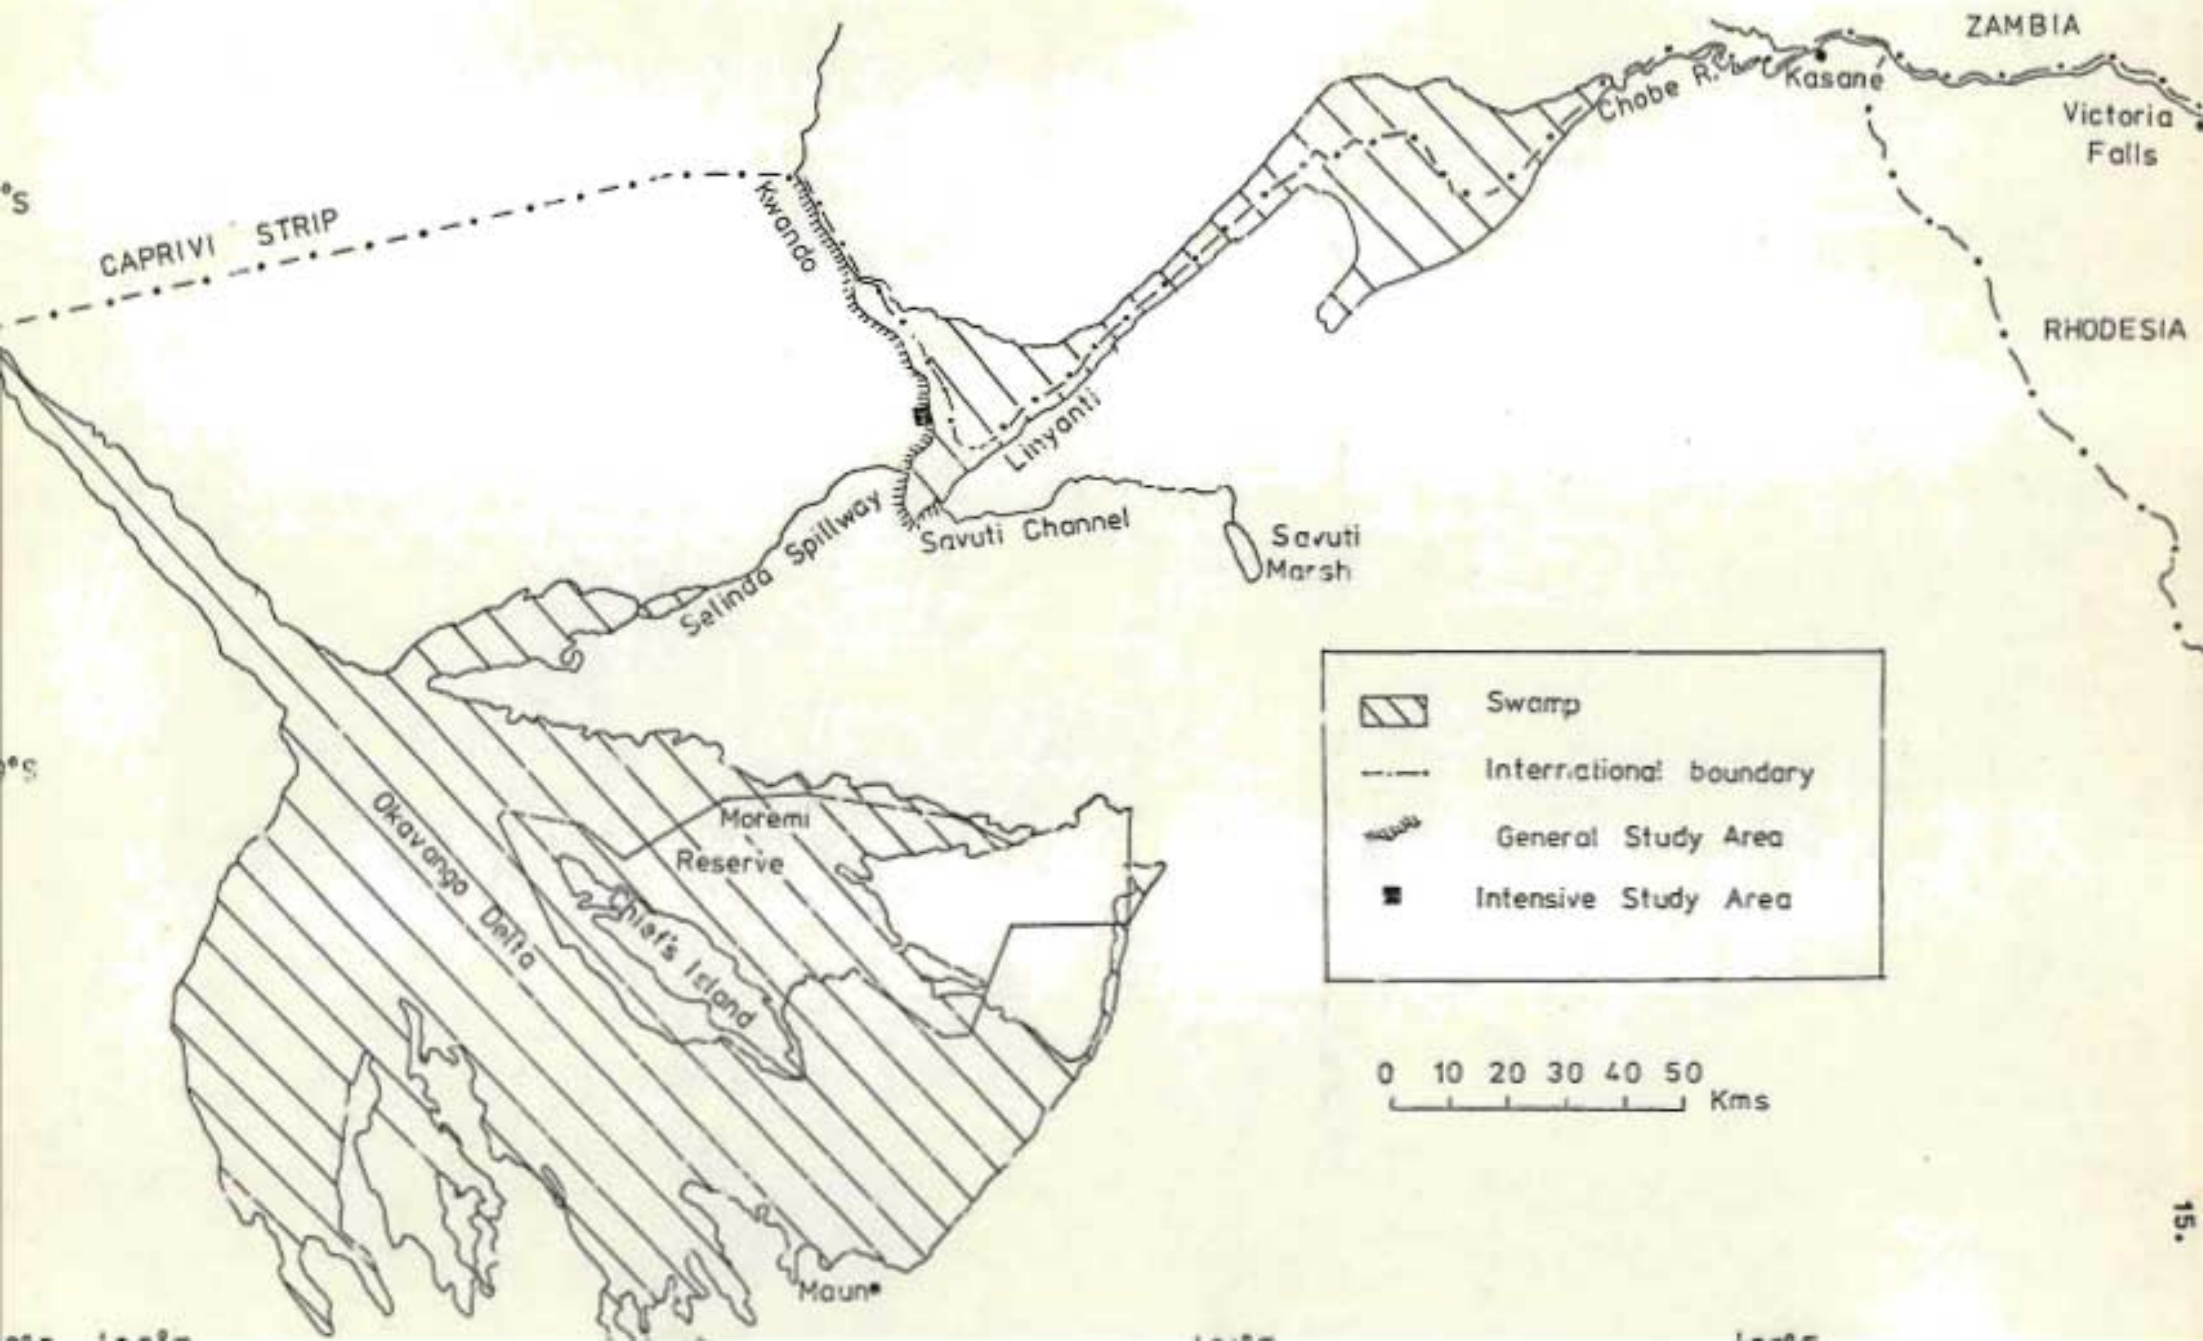 ZAMBIA
Chobe R.
Kasane
Victoria
Falls
°S
CAPRIVI STRIP
Kwando
RHODESIA
Linyanti
Selinda Spillway
Savuti Channel
Savuti
Marsh
Swamp
International boundary
General Study Area
Intensive Study Area
°S
Okavango Delta
Moremi
Reserve
Chief's Island
0 10 20 30 40 50
Kms
15.
Maun